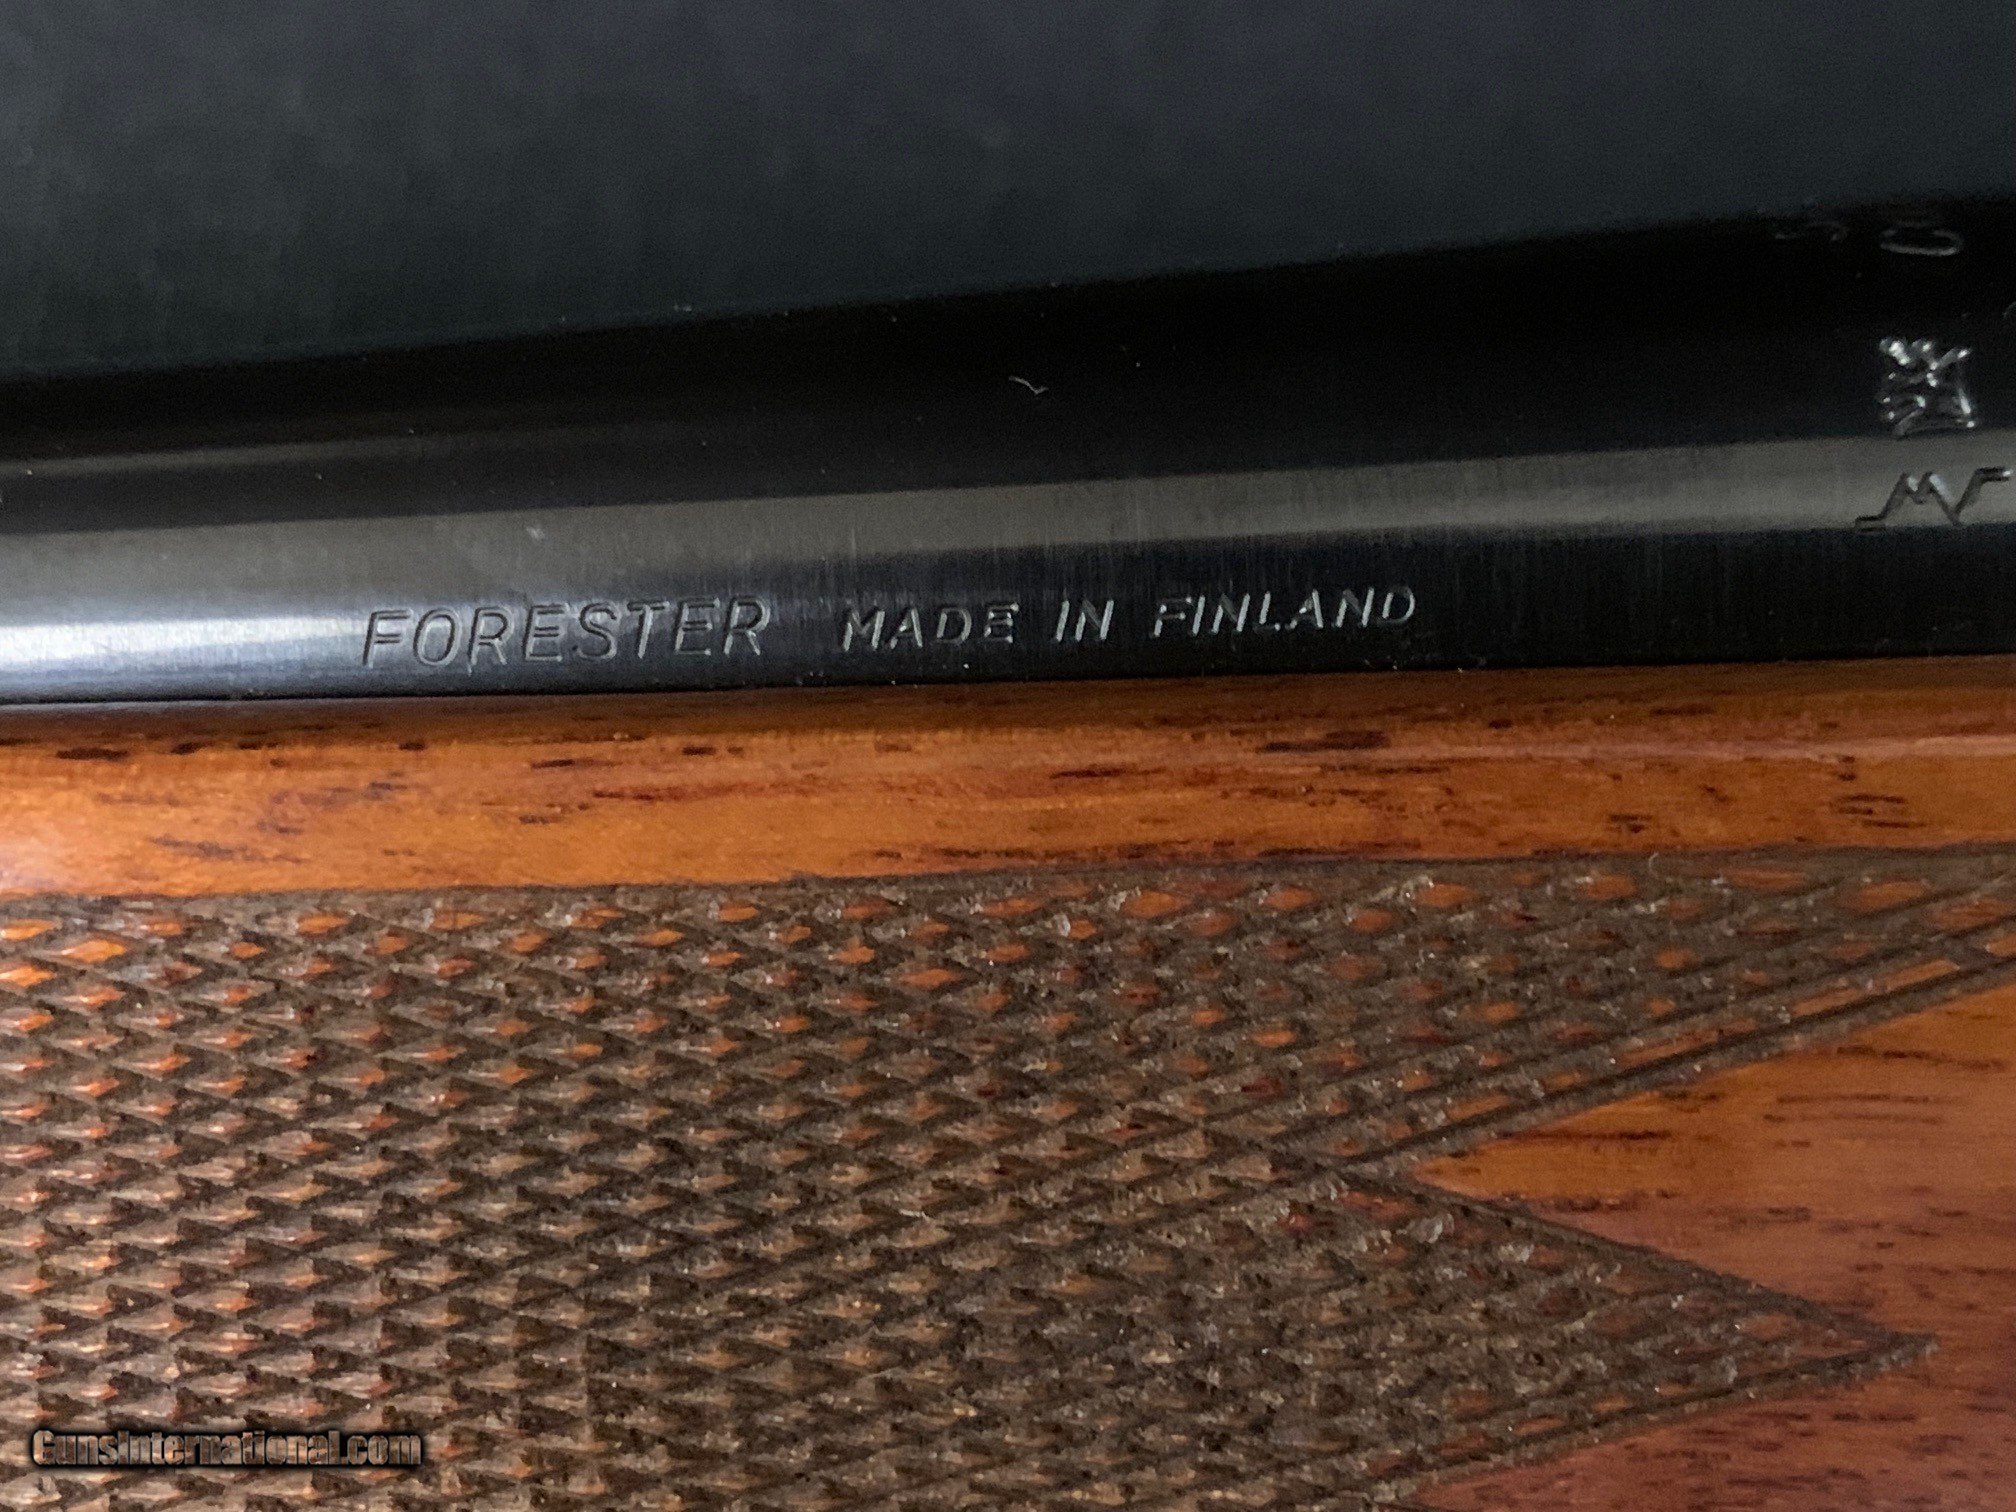 FORESTER MADE IN FINLAND
GunsInternational.com